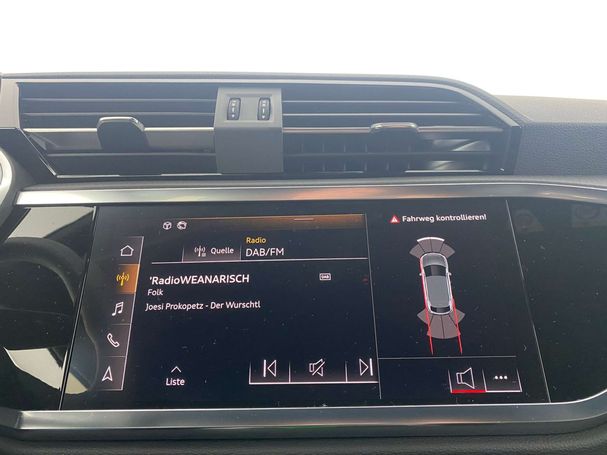 Radio
Quelle
DAB/FM
'RadioWEANARISCH
DAB
Folk
Joesi Prokopetz - Der Wurschtl
Liste
Fahrweg kontrollieren!